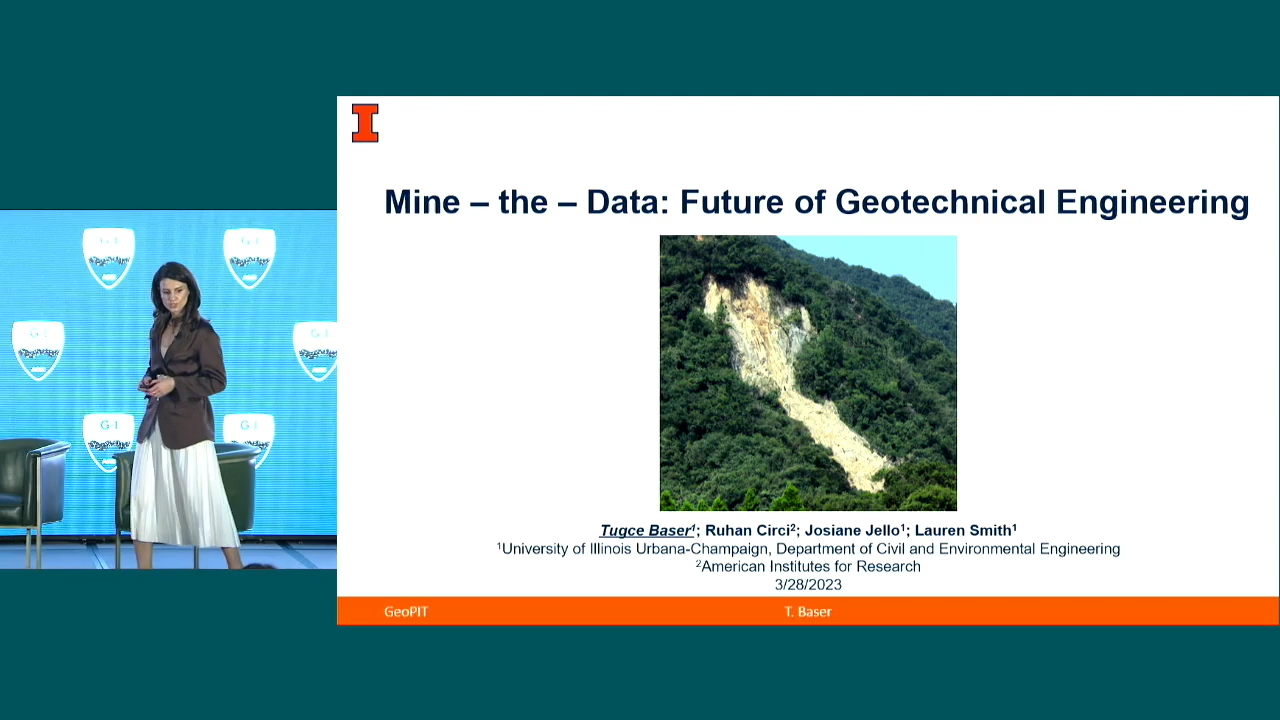 I
Mine – the – Data: Future of Geotechnical Engineering
Tugce Baser¹; Ruhan Circi²; Josiane Jello¹; Lauren Smith¹
¹University of Illinois Urbana-Champaign, Department of Civil and Environmental Engineering
²American Institutes for Research
3/28/2023
GeoPIT T. Baser
G-I
G-I
G-I
G-I
G-I
G-I